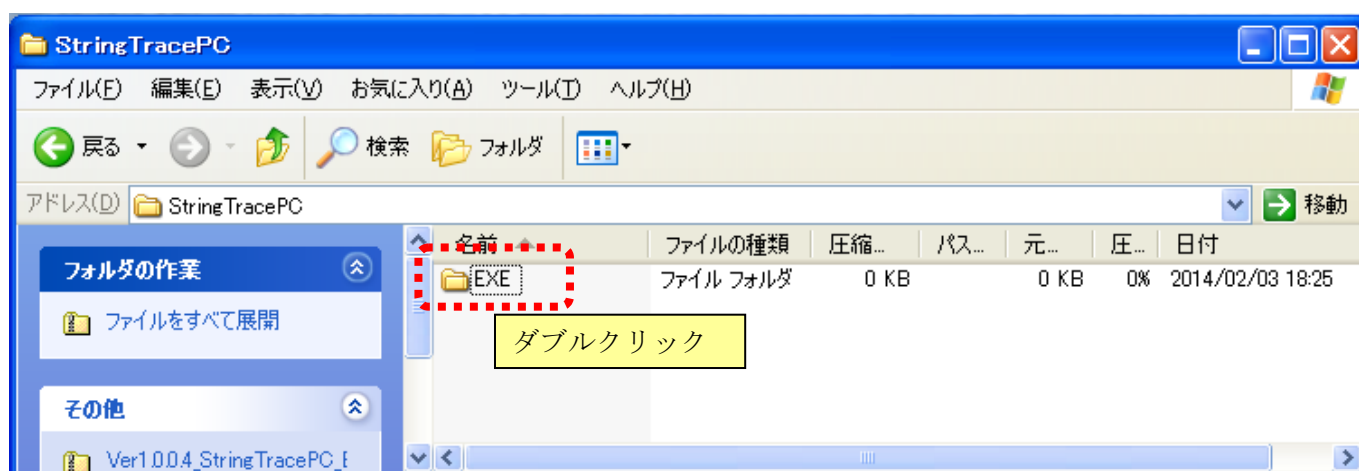 StringTracePC
ファイル(F) 編集(E) 表示(V) お気に入り(A) ツール(T) ヘルプ(H)
戻る 検索 フォルダ
アドレス(D) StringTracePC 移動
名前 ファイルの種類 圧縮... パス... 元... 圧... 日付
フォルダの作業
EXE ファイル フォルダ 0 KB 0 KB 0% 2014/02/03 18:25
ファイルをすべて展開
ダブルクリック
その他
Ver1.0.0.4_StringTracePC_E